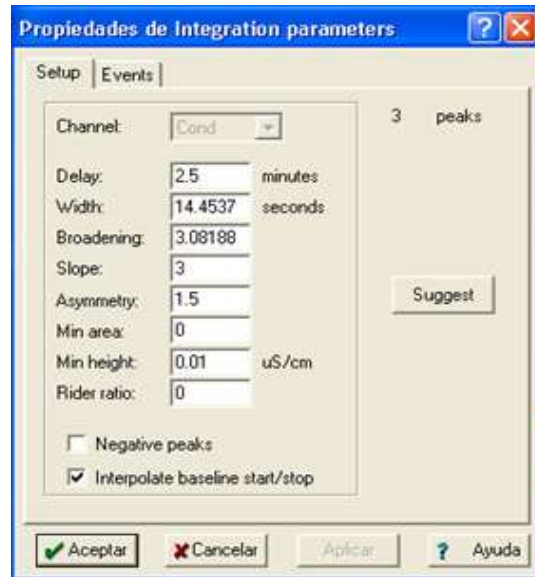 Propiedades de Integration parameters
Setup Events
Channel: Cond
3 peaks
Delay: 2.5 minutes
Width: 14.4537 seconds
Broadening: 3.08188
Slope: 3
Asymmetry: 1.5
Suggest
Min area: 0
Min height: 0.01 uS/cm
Rider ratio: 0
Negative peaks
Interpolate baseline start/stop
Aceptar Cancelar Aplicar ? Ayuda